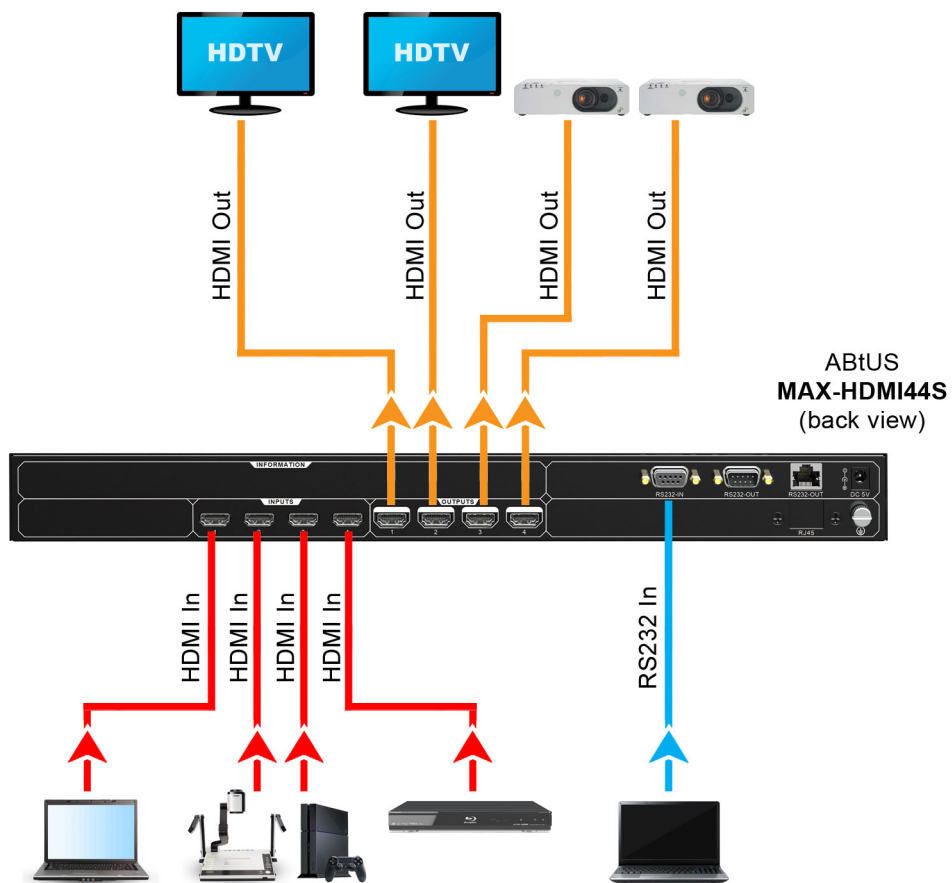 HDTV
HDTV
HDMI Out
HDMI Out
HDMI Out
HDMI Out
ABtUS
MAX-HDMI44S
(back view)
INFORMATION
INPUTS
OUTPUTS
RS232-IN
RS232-OUT
RS232-OUT
DC 5V
1
2
3
4
RJ45
HDMI In
HDMI In
HDMI In
HDMI In
RS232 In